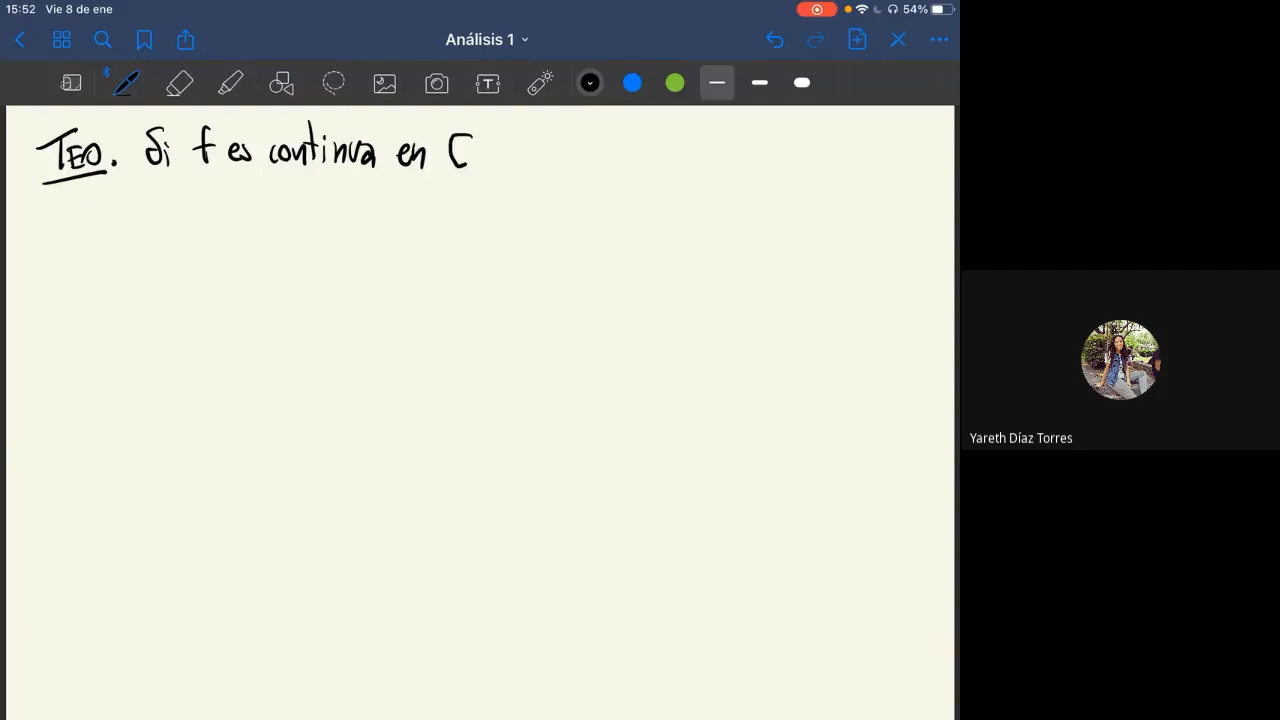 15:52 Vie 8 de ene 54%
Análisis 1
T
TEO. Si f es continua en [
Yareth Díaz Torres